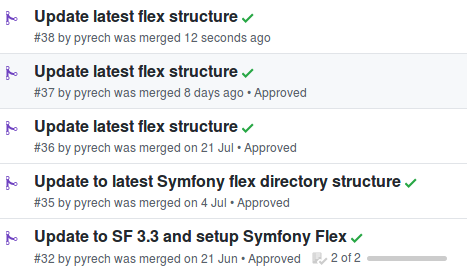 Update latest flex structure
#38 by pyrech was merged 12 seconds ago
Update latest flex structure
#37 by pyrech was merged 8 days ago • Approved
Update latest flex structure
#36 by pyrech was merged on 21 Jul • Approved
Update to latest Symfony flex directory structure
#35 by pyrech was merged on 4 Jul • Approved
Update to SF 3.3 and setup Symfony Flex
#32 by pyrech was merged on 21 Jun • Approved 2 of 2